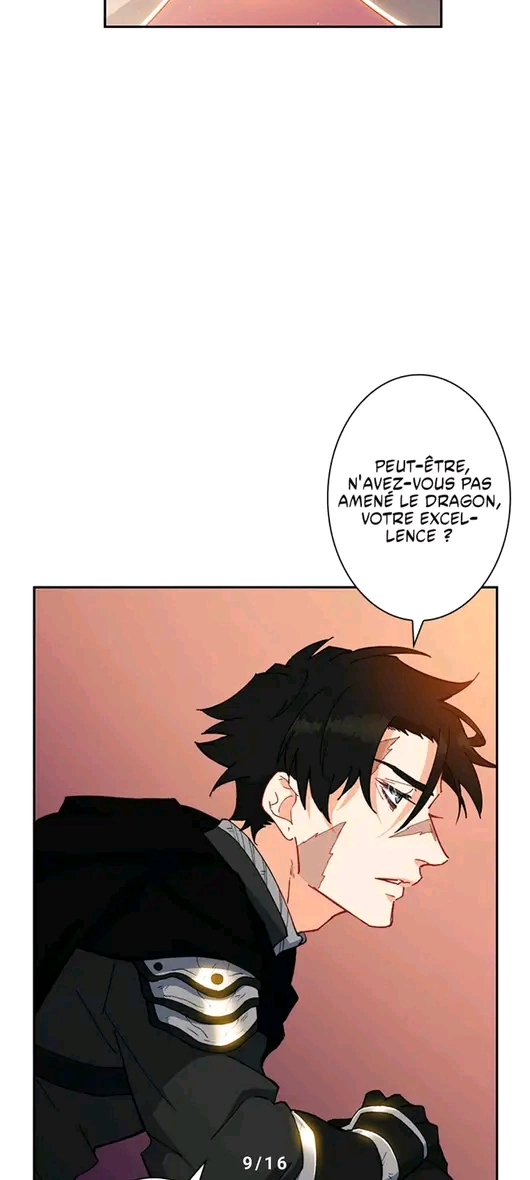 PEUT-ÊTRE,
N'AVEZ-VOUS PAS
AMENÉ LE DRAGON,
VOTRE EXCEL-
LENCE ?
9/16